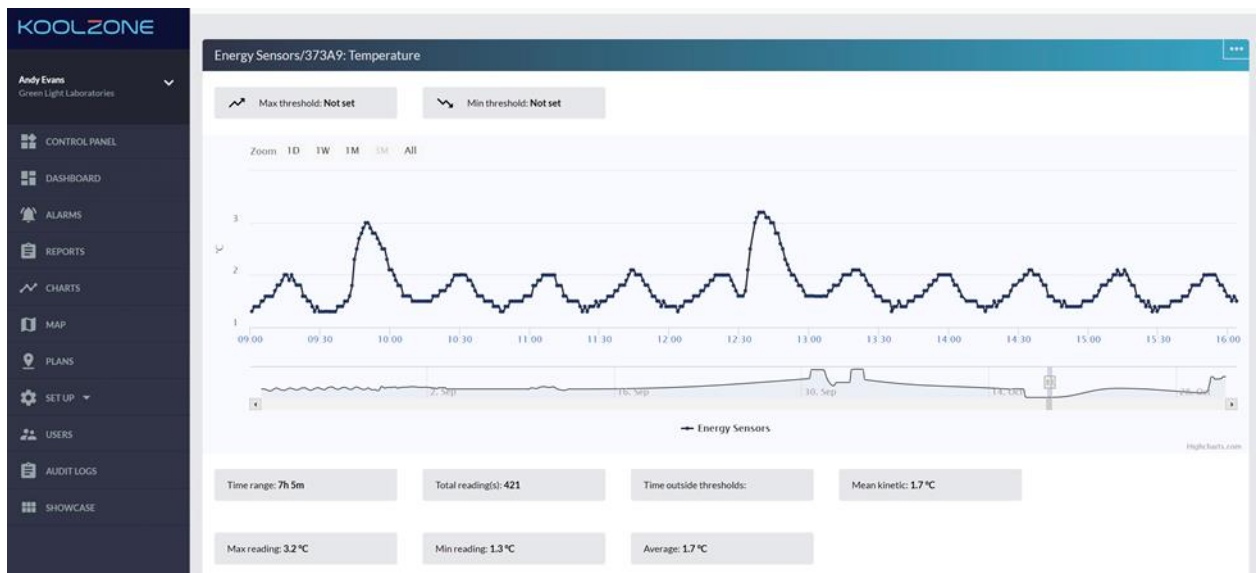 KOOLZONE
Andy Evans
Green Light Laboratories
CONTROL PANEL
DASHBOARD
ALARMS
REPORTS
CHARTS
MAP
PLANS
SET UP
USERS
AUDIT LOGS
SHOWCASE
Energy Sensors/373A9: Temperature
Max threshold: Not set Min threshold: Not set
Zoom 1D 1W 1M 3M All
3
°C
2
1
09:00 09:30 10:00 10:30 11:00 11:30 12:00 12:30 13:00 13:30 14:00 14:30 15:00 15:30 16:00
2. Sep 16. Sep 30. Sep 14. Oct 28. Oct
Energy Sensors
Highcharts.com
Time range: 7h 5m Total reading(s): 421 Time outside thresholds: Mean kinetic: 1.7 °C
Max reading: 3.2 °C Min reading: 1.3 °C Average: 1.7 °C